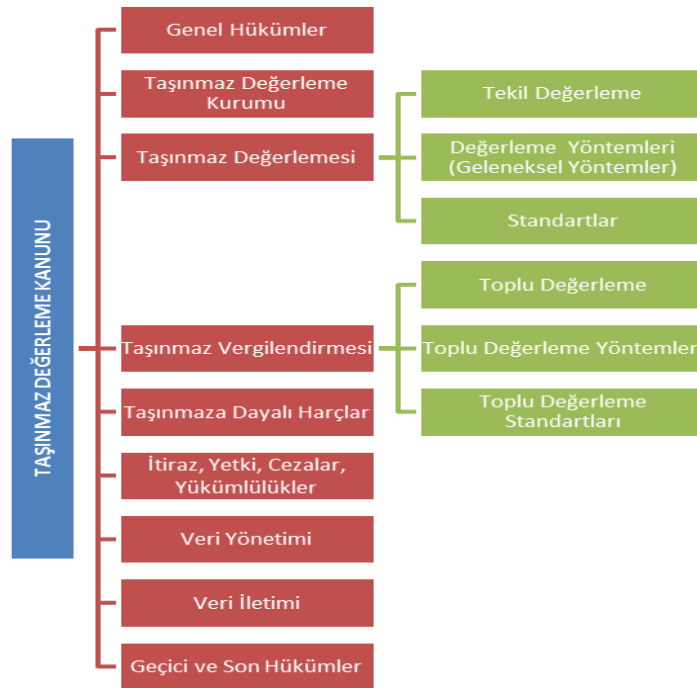 TAŞINMAZ DEĞERLEME KANUNU
Genel Hükümler
Taşınmaz Değerleme
Kurumu
Taşınmaz Değerlemesi
Tekil Değerleme
Değerleme Yöntemleri
(Geleneksel Yöntemler)
Standartlar
Taşınmaz Vergilendirmesi
Toplu Değerleme
Toplu Değerleme Yöntemler
Toplu Değerleme
Standartları
Taşınmaza Dayalı Harçlar
İtiraz, Yetki, Cezalar,
Yükümlülükler
Veri Yönetimi
Veri İletimi
Geçici ve Son Hükümler